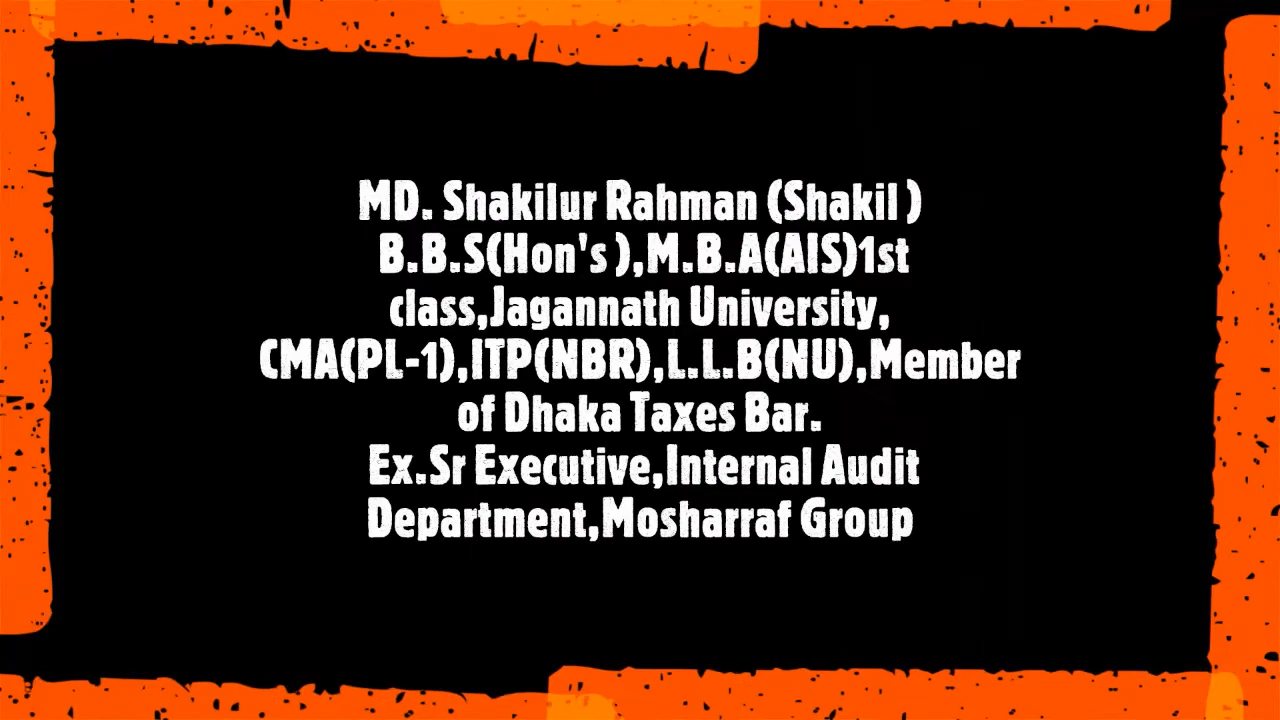 MD. Shakilur Rahman (Shakil )
B.B.S(Hon's ),M.B.A(AIS)1st
class,Jagannath University,
CMA(PL-1),ITP(NBR),L.L.B(NU),Member
of Dhaka Taxes Bar.
Ex.Sr Executive,Internal Audit
Department,Mosharraf Group